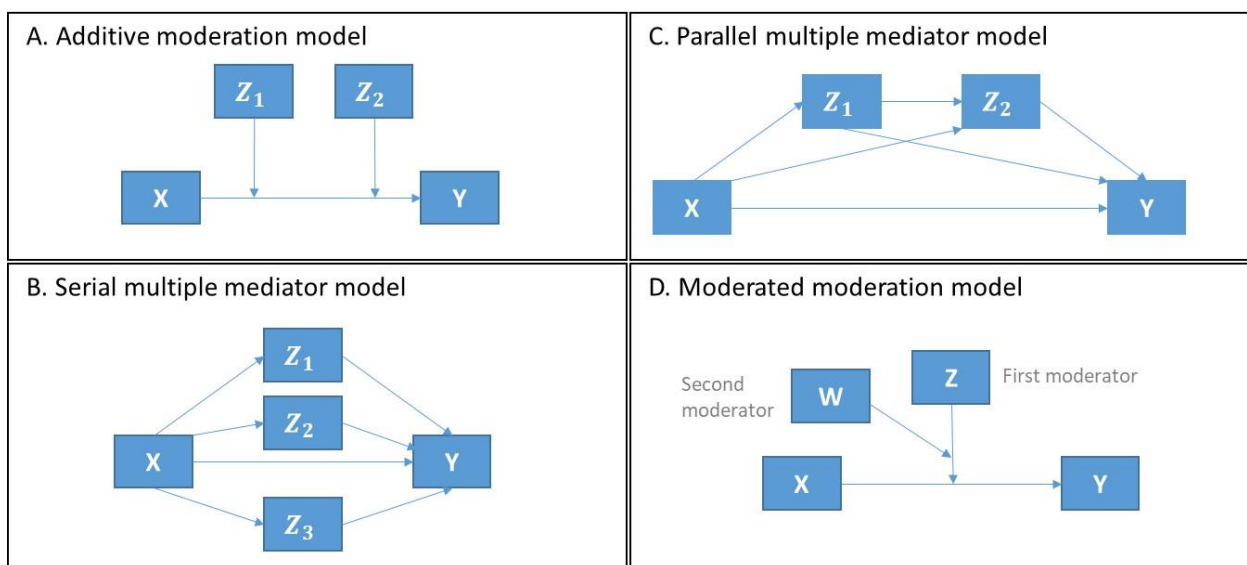 A. Additive moderation model
Z₁ Z₂
X Y
B. Serial multiple mediator model
Z₁
Z₂
X Y
Z₃
C. Parallel multiple mediator model
Z₁ Z₂
X Y
D. Moderated moderation model
Second
moderator
W
Z
First moderator
X Y